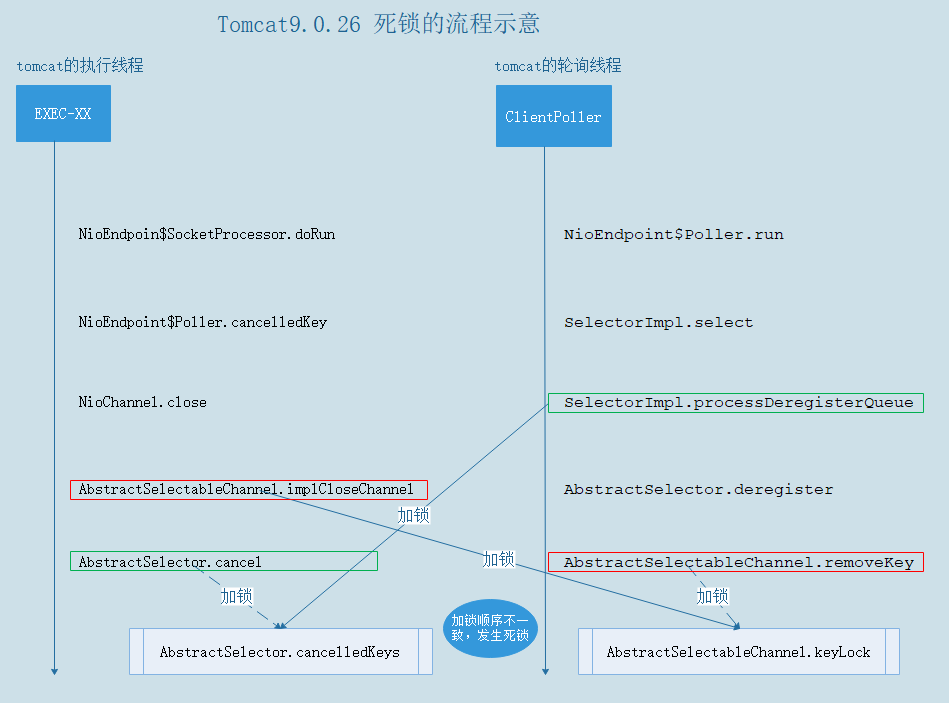 Tomcat9.0.26 死锁的流程示意
tomcat的执行线程
tomcat的轮询线程
EXEC-XX
ClientPoller
NioEndpoin$SocketProcessor.doRun
NioEndpoint$Poller.run
NioEndpoint$Poller.cancelledKey
SelectorImpl.select
NioChannel.close
SelectorImpl.processDeregisterQueue
AbstractSelectableChannel.implCloseChannel
AbstractSelector.deregister
加锁
加锁
AbstractSelector.cancel
AbstractSelectableChannel.removeKey
加锁
加锁
加锁顺序不一
致，发生死锁
AbstractSelector.cancelledKeys
AbstractSelectableChannel.keyLock